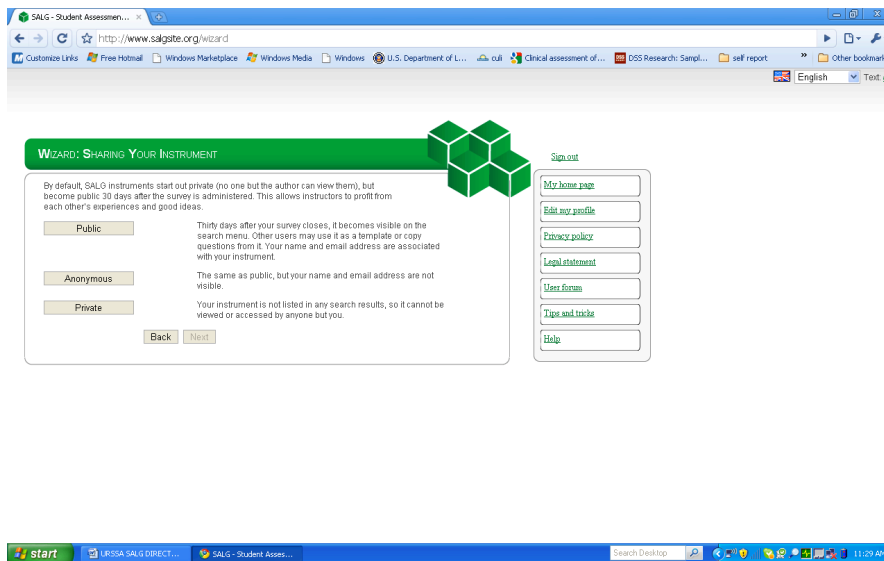 SALG - Student Assessmen...
http://www.salgsite.org/wizard
Customize Links Free Hotmail Windows Marketplace Windows Media Windows U.S. Department of L... culi Clinical assessment of... DSS Research: Sampl... self report » Other bookmark
English Text
WIZARD: SHARING YOUR INSTRUMENT
By default, SALG instruments start out private (no one but the author can view them), but
become public 30 days after the survey is administered. This allows instructors to profit from
each other's experiences and good ideas.
Public
Thirty days after your survey closes, it becomes visible on the
search menu. Other users may use it as a template or copy
questions from it. Your name and email address are associated
with your instrument.
Anonymous
The same as public, but your name and email address are not
visible.
Private
Your instrument is not listed in any search results, so it cannot be
viewed or accessed by anyone but you.
Back Next
Sign out
My home page
Edit my profile
Privacy policy
Legal statement
User forum
Tips and tricks
Help
start URSSA SALG DIRECT... SALG - Student Asses... Search Desktop 11:29 AM